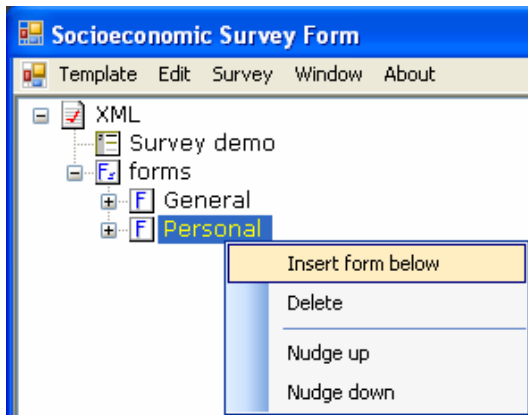 Socioeconomic Survey Form
Template Edit Survey Window About
XML
Survey demo
forms
F General
F Personal
Insert form below
Delete
Nudge up
Nudge down